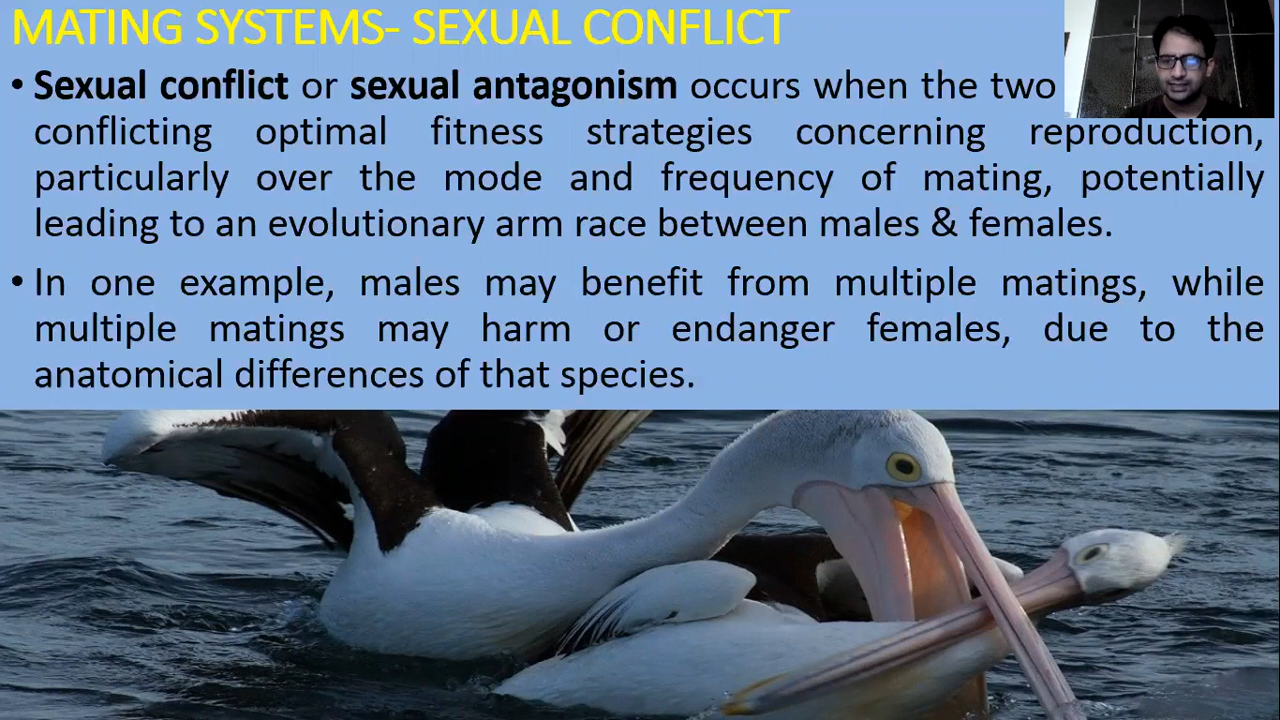 MATING SYSTEMS- SEXUAL CONFLICT
• Sexual conflict or sexual antagonism occurs when the two
conflicting optimal fitness strategies concerning reproduction,
particularly over the mode and frequency of mating, potentially
leading to an evolutionary arm race between males & females.
• In one example, males may benefit from multiple matings, while
multiple matings may harm or endanger females, due to the
anatomical differences of that species.